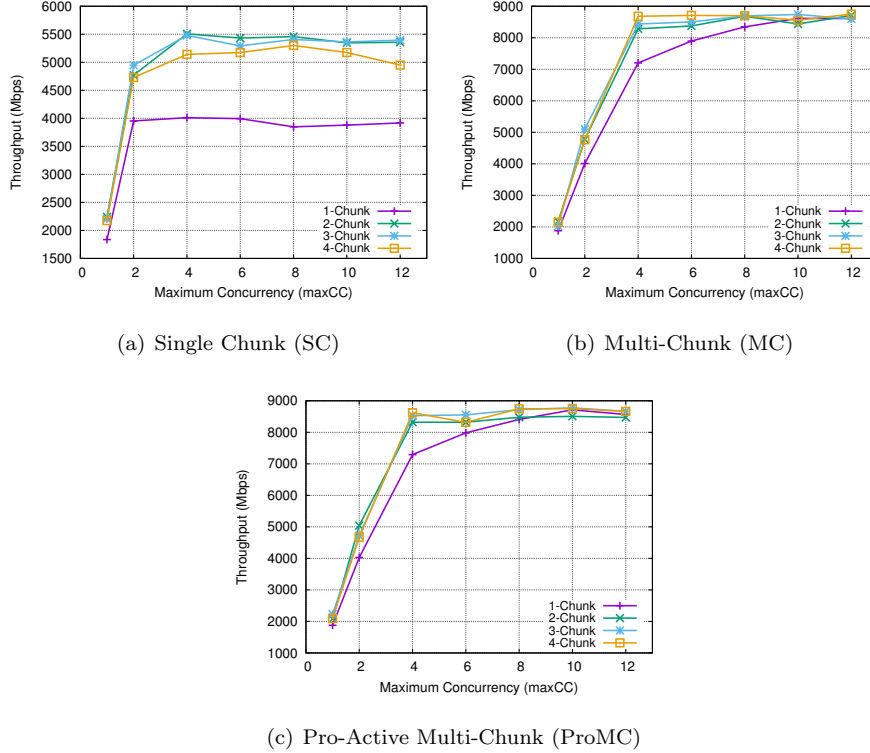 6000
5500
5000
4500
4000
3500
3000
2500
2000
1500
Throughput (Mbps)
1-Chunk
2-Chunk
3-Chunk
4-Chunk
0 2 4 6 8 10 12
Maximum Concurrency (maxCC)
(a) Single Chunk (SC)
9000
8000
7000
6000
5000
4000
3000
2000
1000
Throughput (Mbps)
1-Chunk
2-Chunk
3-Chunk
4-Chunk
0 2 4 6 8 10 12
Maximum Concurrency (maxCC)
(b) Multi-Chunk (MC)
9000
8000
7000
6000
5000
4000
3000
2000
1000
Throughput (Mbps)
1-Chunk
2-Chunk
3-Chunk
4-Chunk
0 2 4 6 8 10 12
Maximum Concurrency (maxCC)
(c) Pro-Active Multi-Chunk (ProMC)